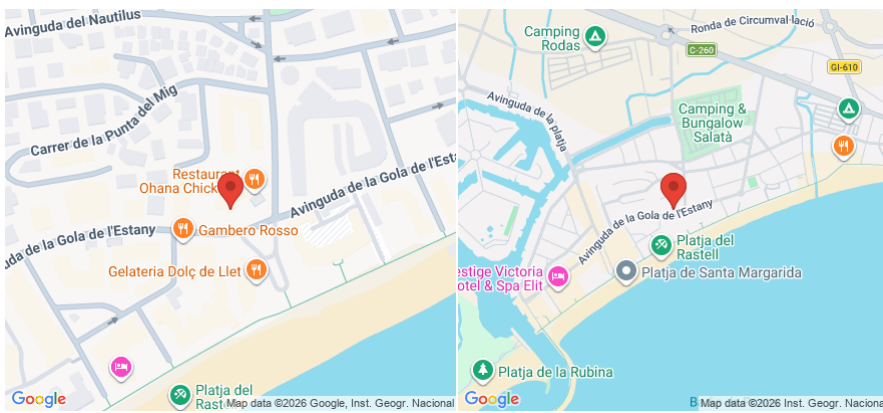 Avinguda del Nautilus
Carrer de la Punta del Mig
Restaurant
Ohana Chick
Avinguda de la Gola de l'Esta
uda de la Gola de l'Estany
Gambero Rosso
Gelateria Dolç de Llet
Platja del
Rast
Google
Map data ©2026 Google, Inst. Geogr. Nacional
Camping
Rodas
Ronda de Circumval·lació
C-260
GI-610
Avinguda de la platja
Camping &
Bungalow
Salatà
Avinguda de la Gola de l'Estany
Platja del
Rastell
estige Victoria
otel & Spa Elit
Platja de Santa Margarida
Platja de la Rubina
B
Google
Map data ©2026 Google, Inst. Geogr. Nacional